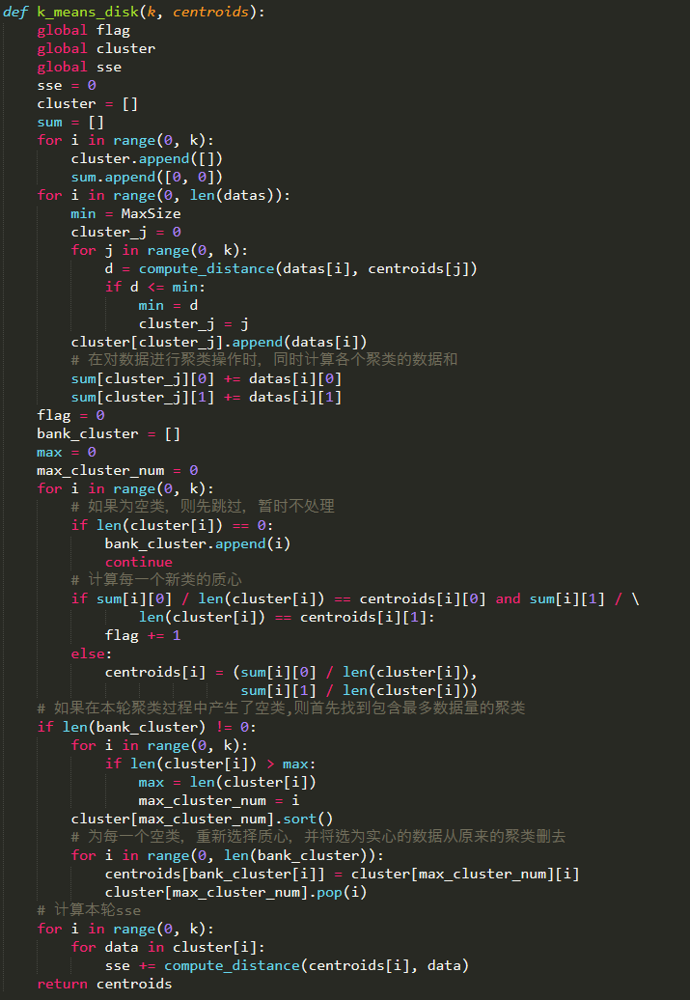 def k_means_disk(k, centroids):
    global flag
    global cluster
    global sse
    sse = 0
    cluster = []
    sum = []
    for i in range(0, k):
        cluster.append([])
        sum.append([0, 0])
    for i in range(0, len(datas)):
        min = MaxSize
        cluster_j = 0
        for j in range(0, k):
            d = compute_distance(datas[i], centroids[j])
            if d <= min:
                min = d
                cluster_j = j
        cluster[cluster_j].append(datas[i])
        # 在对数据进行聚类操作时，同时计算各个聚类的数据和
        sum[cluster_j][0] += datas[i][0]
        sum[cluster_j][1] += datas[i][1]
    flag = 0
    bank_cluster = []
    max = 0
    max_cluster_num = 0
    for i in range(0, k):
        # 如果为空类，则先跳过，暂时不处理
        if len(cluster[i]) == 0:
            bank_cluster.append(i)
            continue
        # 计算每一个新类的质心
        if sum[i][0] / len(cluster[i]) == centroids[i][0] and sum[i][1] / \
                len(cluster[i]) == centroids[i][1]:
            flag += 1
        else:
            centroids[i] = (sum[i][0] / len(cluster[i]),
                            sum[i][1] / len(cluster[i]))
    # 如果在本轮聚类过程中产生了空类,则首先找到包含最多数据量的聚类
    if len(bank_cluster) != 0:
        for i in range(0, k):
            if len(cluster[i]) > max:
                max = len(cluster[i])
                max_cluster_num = i
        cluster[max_cluster_num].sort()
        # 为每一个空类，重新选择质心，并将选为实心的数据从原来的聚类删去
        for i in range(0, len(bank_cluster)):
            centroids[bank_cluster[i]] = cluster[max_cluster_num][i]
            cluster[max_cluster_num].pop(i)
    # 计算本轮sse
    for i in range(0, k):
        for data in cluster[i]:
            sse += compute_distance(centroids[i], data)
    return centroids